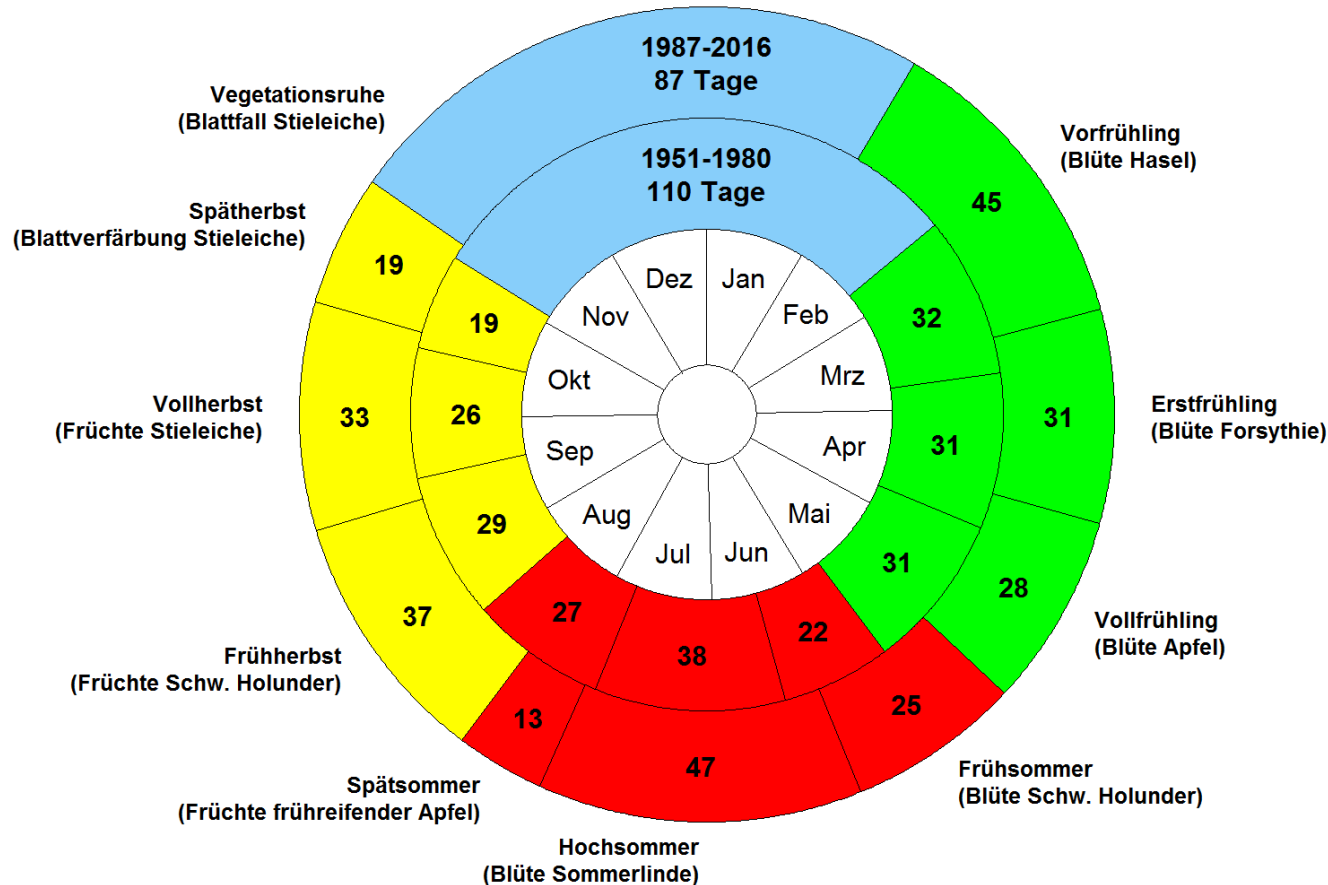 1987-2016
87 Tage
1951-1980
110 Tage
Vegetationsruhe
(Blattfall Stieleiche)
Vorfrühling
(Blüte Hasel)
45
32
Erstfrühling
(Blüte Forsythie)
31
31
Vollfrühling
(Blüte Apfel)
28
31
Frühsommer
(Blüte Schw. Holunder)
25
22
Hochsommer
(Blüte Sommerlinde)
47
38
Spätsommer
(Früchte frühreifender Apfel)
13
27
Frühherbst
(Früchte Schw. Holunder)
37
29
Vollherbst
(Früchte Stieleiche)
33
26
Spätherbst
(Blattverfärbung Stieleiche)
19
19
Jan
Feb
Mrz
Apr
Mai
Jun
Jul
Aug
Sep
Okt
Nov
Dez